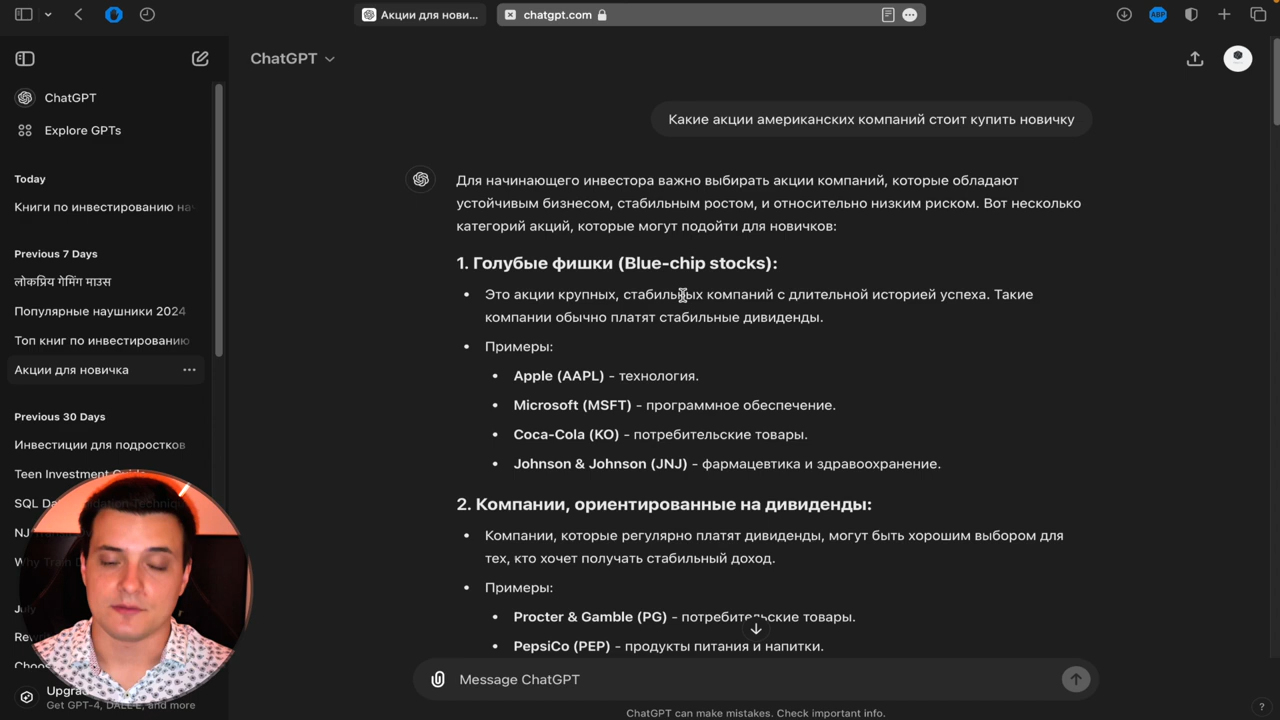 Акции для нови...
chatgpt.com
ABP
ChatGPT
ChatGPT
Explore GPTs
Today
Книги по инвестированию
Previous 7 Days
लोकप्रिय गेमिंग माउस
Популярные наушники 2024
Топ книг по инвестированию
Акции для новичка
Previous 30 Days
Инвестиции для подростков
Teen Investment
SQL
NJ
Why
July
Get GPT-4, DALL-E, and more
Какие акции американских компаний стоит купить новичку
Для начинающего инвестора важно выбирать акции компаний, которые обладают
устойчивым бизнесом, стабильным ростом, и относительно низким риском. Вот несколько
категорий акций, которые могут подойти для новичков:
1. Голубые фишки (Blue-chip stocks):
• Это акции крупных, стабильных компаний с длительной историей успеха. Такие
компании обычно платят стабильные дивиденды.
• Примеры:
• Apple (AAPL) - технология.
• Microsoft (MSFT) - программное обеспечение.
• Coca-Cola (KO) - потребительские товары.
• Johnson & Johnson (JNJ) - фармацевтика и здравоохранение.
2. Компании, ориентированные на дивиденды:
• Компании, которые регулярно платят дивиденды, могут быть хорошим выбором для
тех, кто хочет получать стабильный доход.
• Примеры:
• Procter & Gamble (PG) - потребительские товары.
• PepsiCo (PEP) - продукты питания и напитки.
Message ChatGPT
ChatGPT can make mistakes. Check important info.
?